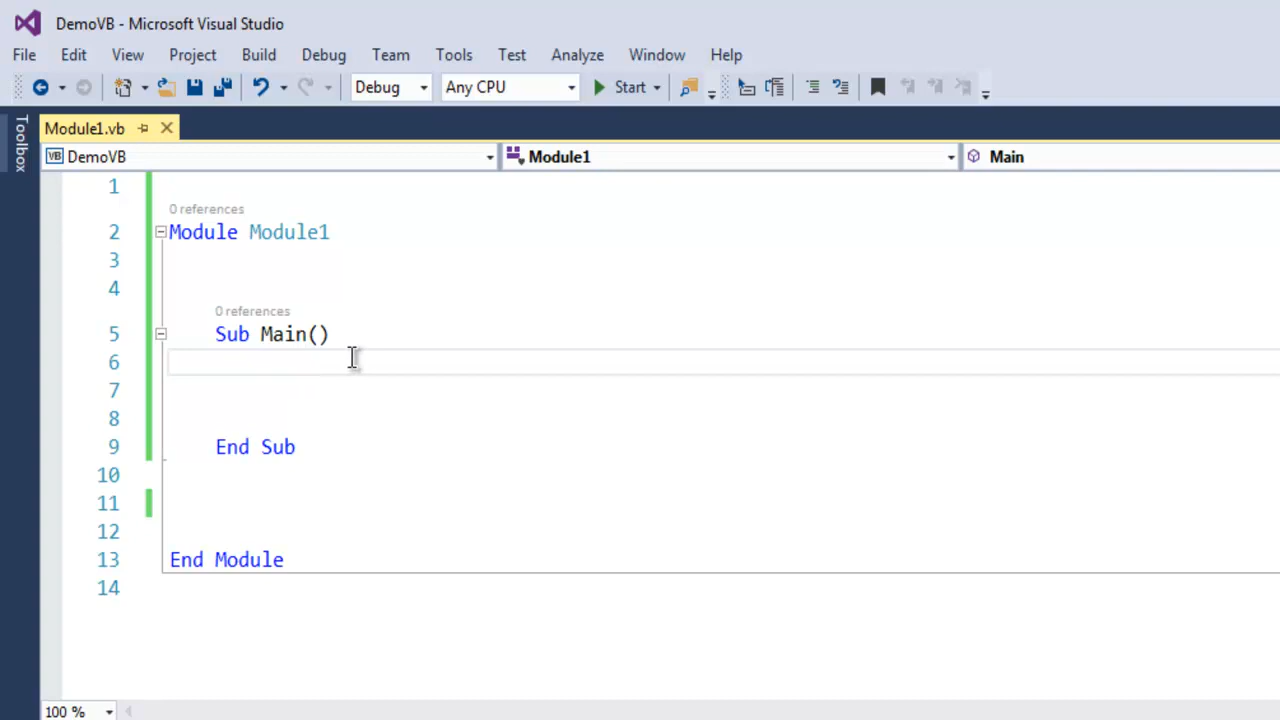 DemoVB - Microsoft Visual Studio
File Edit View Project Build Debug Team Tools Test Analyze Window Help
Debug Any CPU Start
Toolbox
Module1.vb
VB DemoVB Module1 Main
1
0 references
2 Module Module1
3
4
0 references
5 Sub Main()
6
7
8
9 End Sub
10
11
12
13 End Module
14
100 %